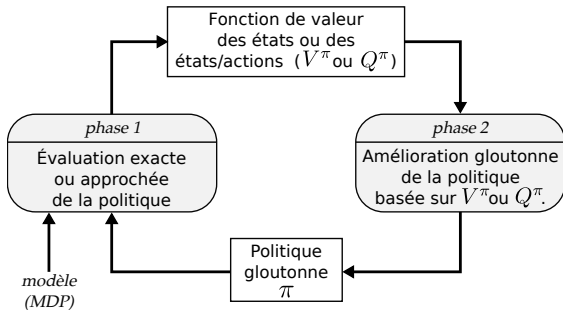 Fonction de valeur
des états ou des
états/actions (V^π ou Q^π)
phase 1
Évaluation exacte
ou approchée
de la politique
phase 2
Amélioration gloutonne
de la politique
basée sur V^π ou Q^π.
Politique
gloutonne
π
modèle
(MDP)